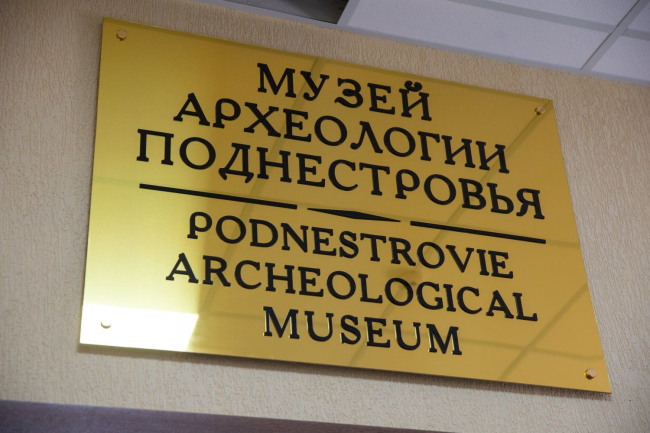 МУЗЕЙ
АРХЕОЛОГИИ
ПОДНЕСТРОВЬЯ
PODNESTROVIE
ARCHEOLOGICAL
MUSEUM